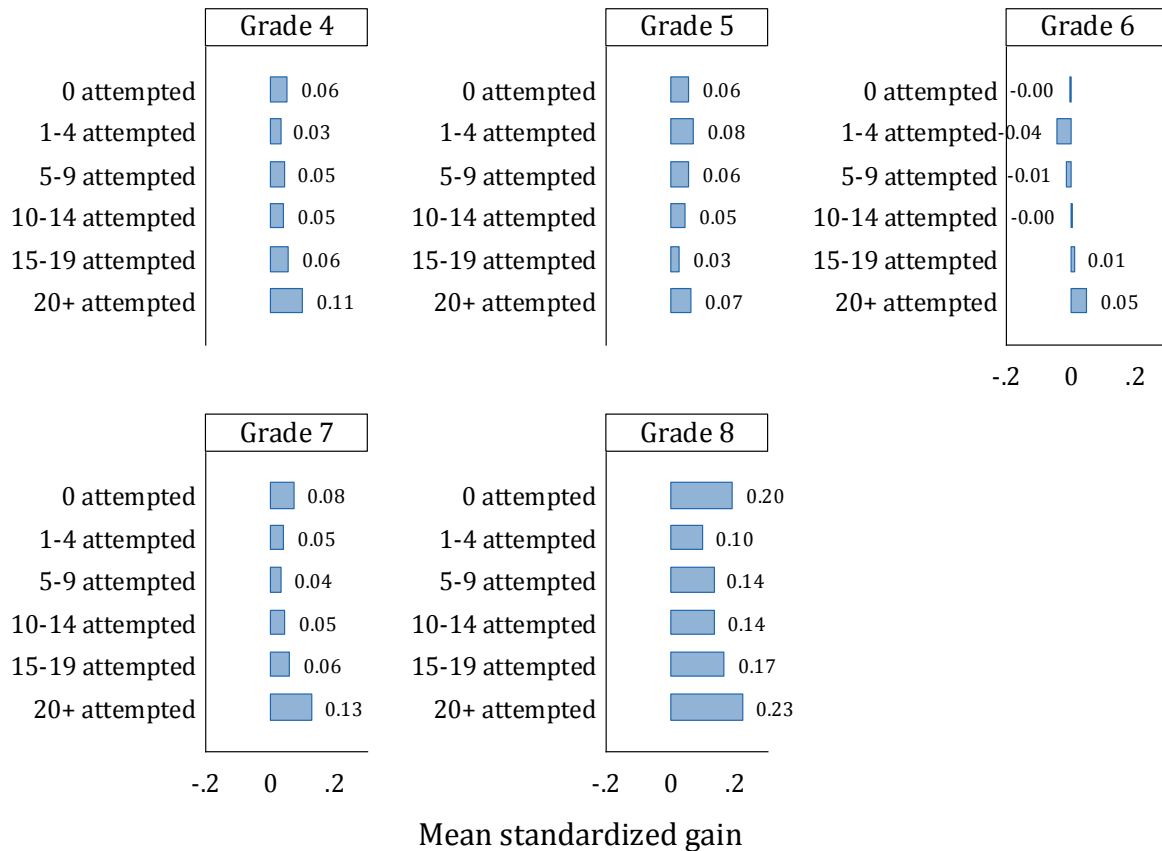 Grade 4 Grade 5 Grade 6
0 attempted 0.06 0 attempted 0.06 0 attempted -0.00
1-4 attempted 0.03 1-4 attempted 0.08 1-4 attempted -0.04
5-9 attempted 0.05 5-9 attempted 0.06 5-9 attempted -0.01
10-14 attempted 0.05 10-14 attempted 0.05 10-14 attempted -0.00
15-19 attempted 0.06 15-19 attempted 0.03 15-19 attempted 0.01
20+ attempted 0.11 20+ attempted 0.07 20+ attempted 0.05
-.2 0 .2
Grade 7 Grade 8
0 attempted 0.08 0 attempted 0.20
1-4 attempted 0.05 1-4 attempted 0.10
5-9 attempted 0.04 5-9 attempted 0.14
10-14 attempted 0.05 10-14 attempted 0.14
15-19 attempted 0.06 15-19 attempted 0.17
20+ attempted 0.13 20+ attempted 0.23
-.2 0 .2 -.2 0 .2
Mean standardized gain